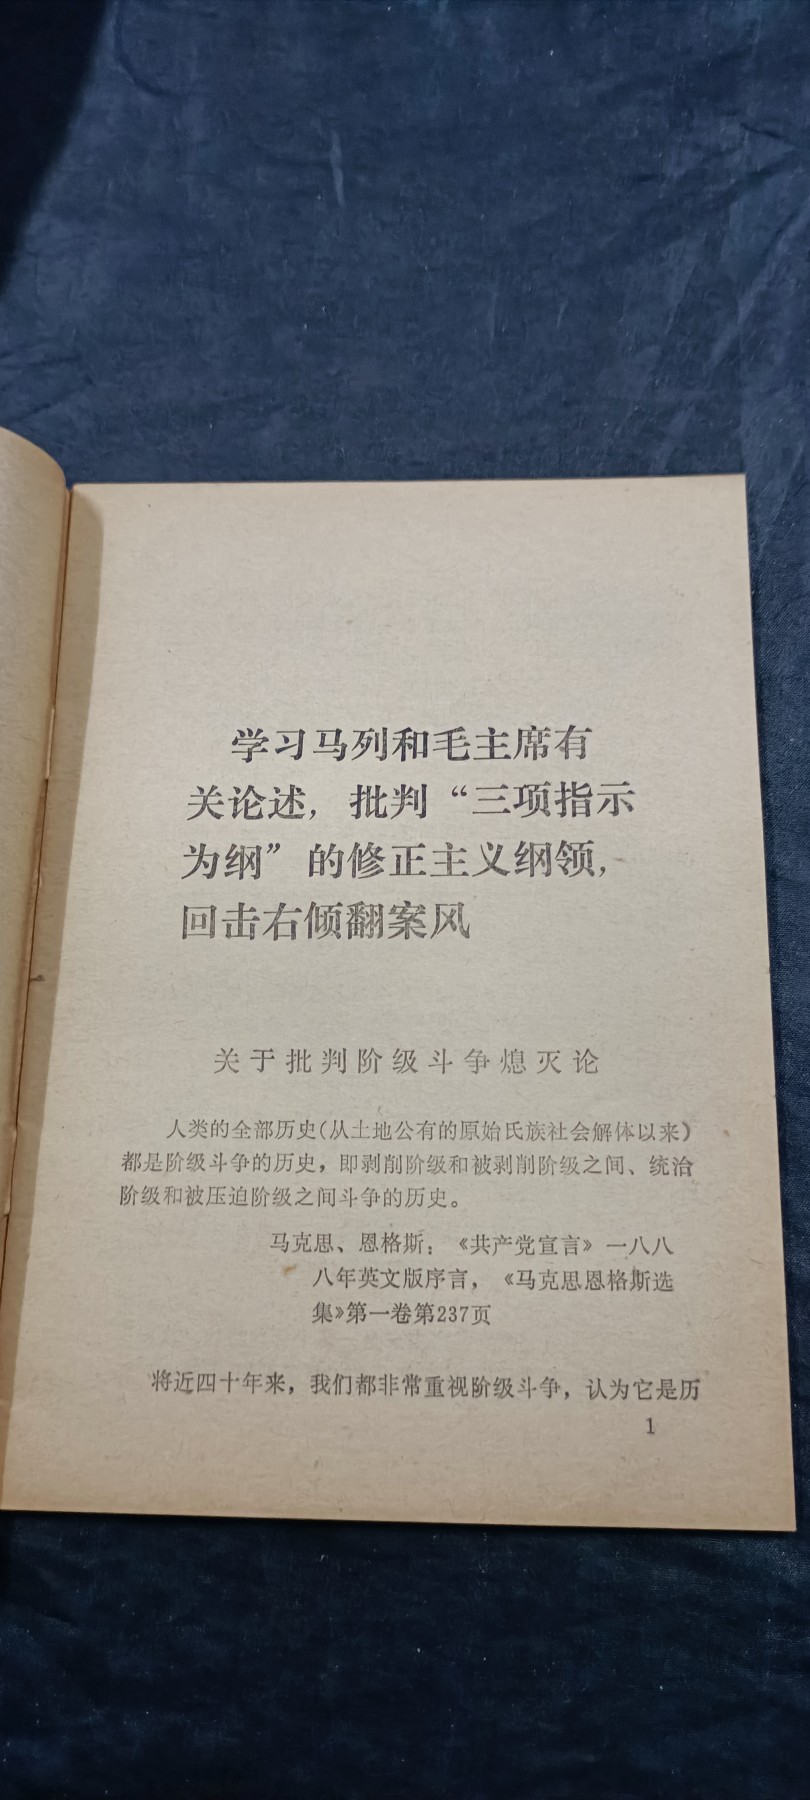 学习马列和毛主席有
关论述，批判“三项指示
为纲”的修正主义纲领，
回击右倾翻案风
关于批判阶级斗争熄灭论
人类的全部历史(从土地公有的原始氏族社会解体以来)
都是阶级斗争的历史，即剥削阶级和被剥削阶级之间、统治
阶级和被压迫阶级之间斗争的历史。
马克思、恩格斯：《共产党宣言》一八八
八年英文版序言，《马克思恩格斯选
集》第一卷第237页
将近四十年来，我们都非常重视阶级斗争，认为它是历
1